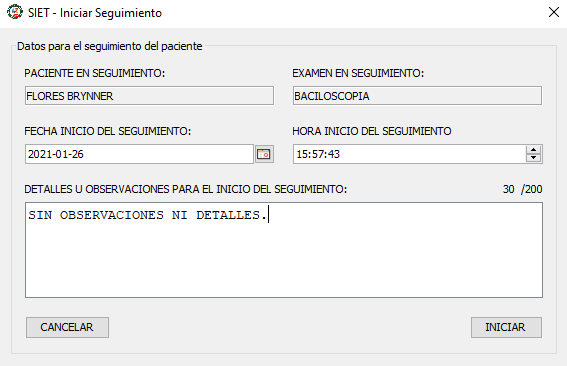 SIET - Iniciar Seguimiento
Datos para el seguimiento del paciente
PACIENTE EN SEGUIMIENTO: EXAMEN EN SEGUIMIENTO:
FLORES BRYNNER BACILOSCOPIA
FECHA INICIO DEL SEGUIMIENTO: HORA INICIO DEL SEGUIMIENTO
2021-01-26 15:57:43
DETALLES U OBSERVACIONES PARA EL INICIO DEL SEGUIMIENTO: 30 /200
SIN OBSERVACIONES NI DETALLES.
CANCELAR INICIAR